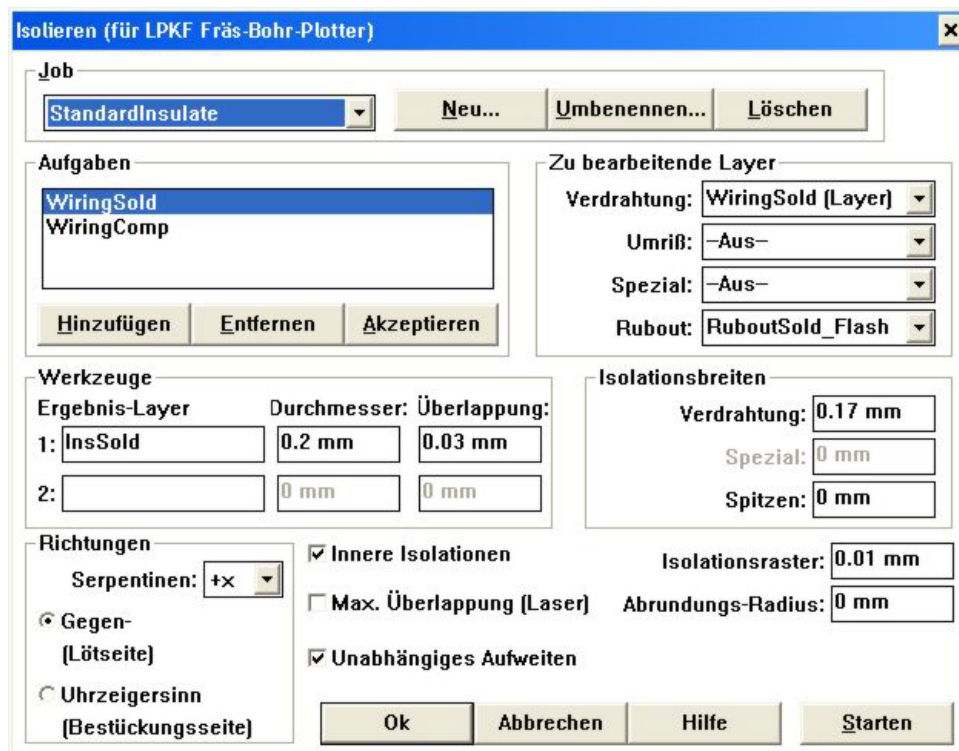 Isolieren (für LPKF Fräs-Bohr-Plotter)
Job
StandardInsulate
Neu... Umbenennen... Löschen
Aufgaben
WiringSold
WiringComp
Hinzufügen Entfernen Akzeptieren
Zu bearbeitende Layer
Verdrahtung: WiringSold (Layer)
Umriß: –Aus–
Spezial: –Aus–
Rubout: RuboutSold_Flash
Werkzeuge
Ergebnis-Layer Durchmesser: Überlappung:
1: InsSold 0.2 mm 0.03 mm
2: 0 mm 0 mm
Isolationsbreiten
Verdrahtung: 0.17 mm
Spezial: 0 mm
Spitzen: 0 mm
Richtungen
Serpentinen: +x
Gegen-
(Lötseite)
Uhrzeigersinn
(Bestückungsseite)
Innere Isolationen
Max. Überlappung (Laser)
Unabhängiges Aufweiten
Isolationsraster: 0.01 mm
Abrundungs-Radius: 0 mm
Ok Abbrechen Hilfe Starten